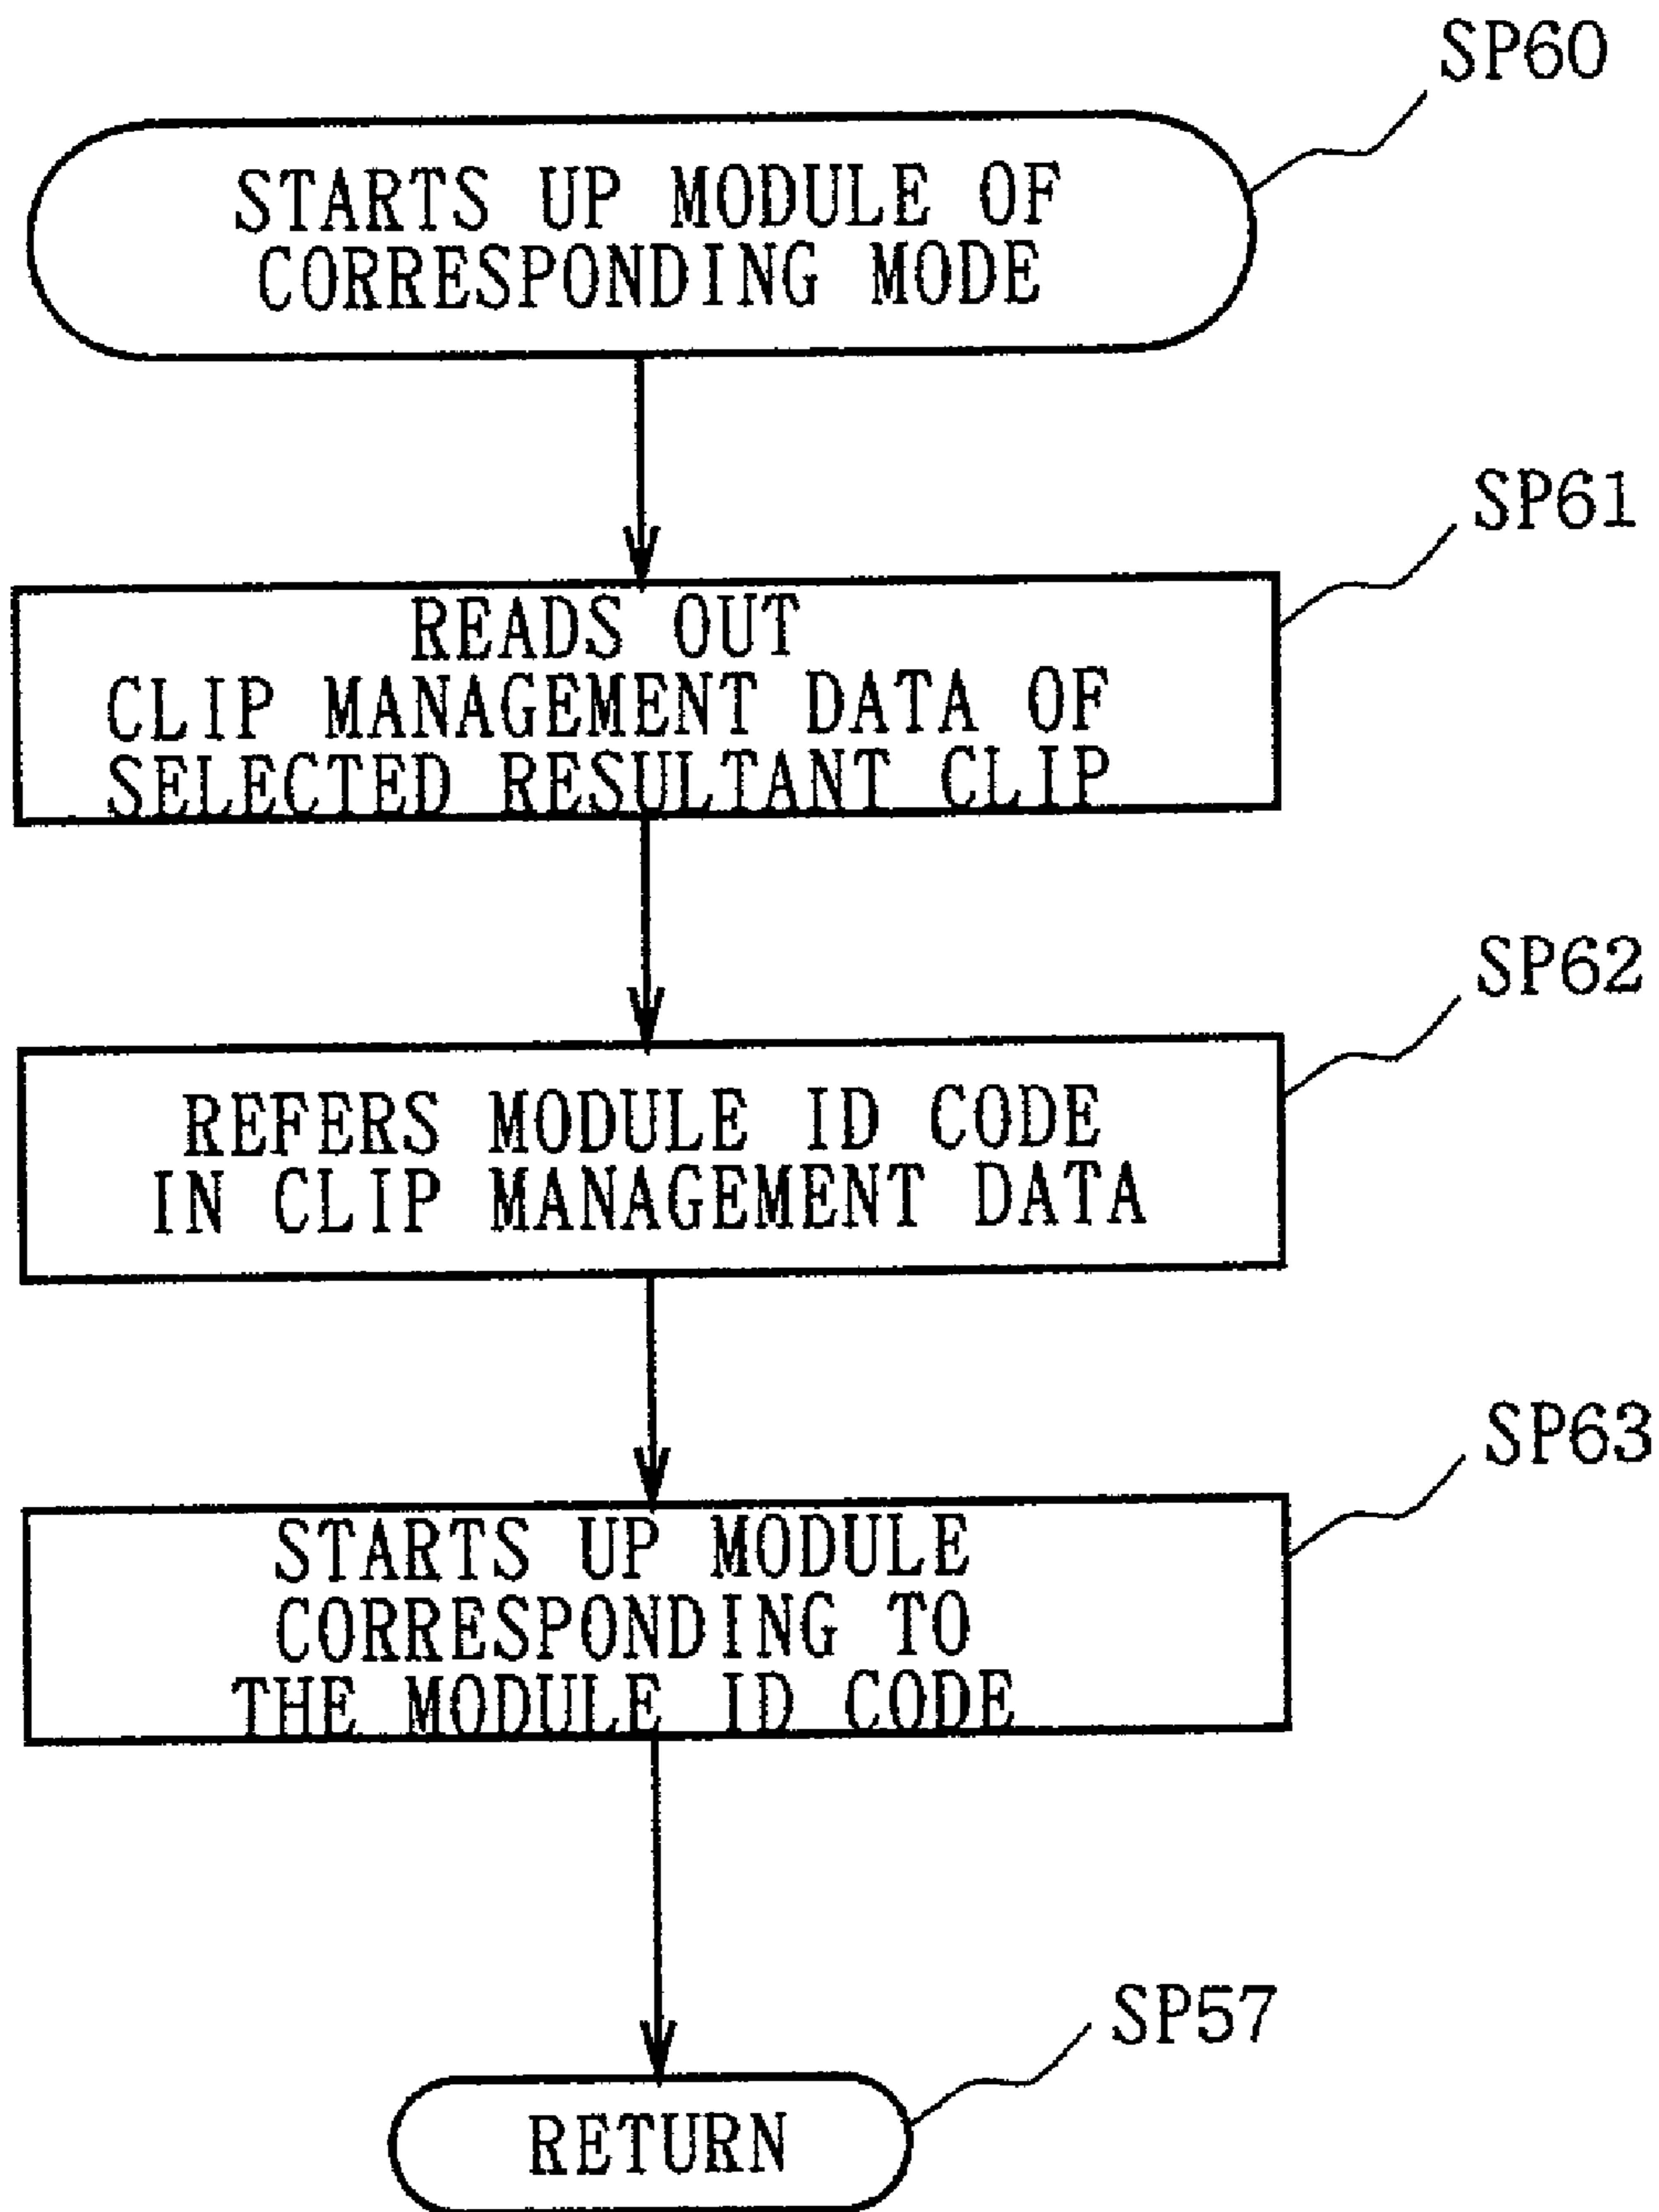 SP60
STARTS UP MODULE OF
CORRESPONDING MODE
SP61
READS OUT
CLIP MANAGEMENT DATA OF
SELECTED RESULTANT CLIP
SP62
REFERS MODULE ID CODE
IN CLIP MANAGEMENT DATA
SP63
STARTS UP MODULE
CORRESPONDING TO
THE MODULE ID CODE
SP57
RETURN